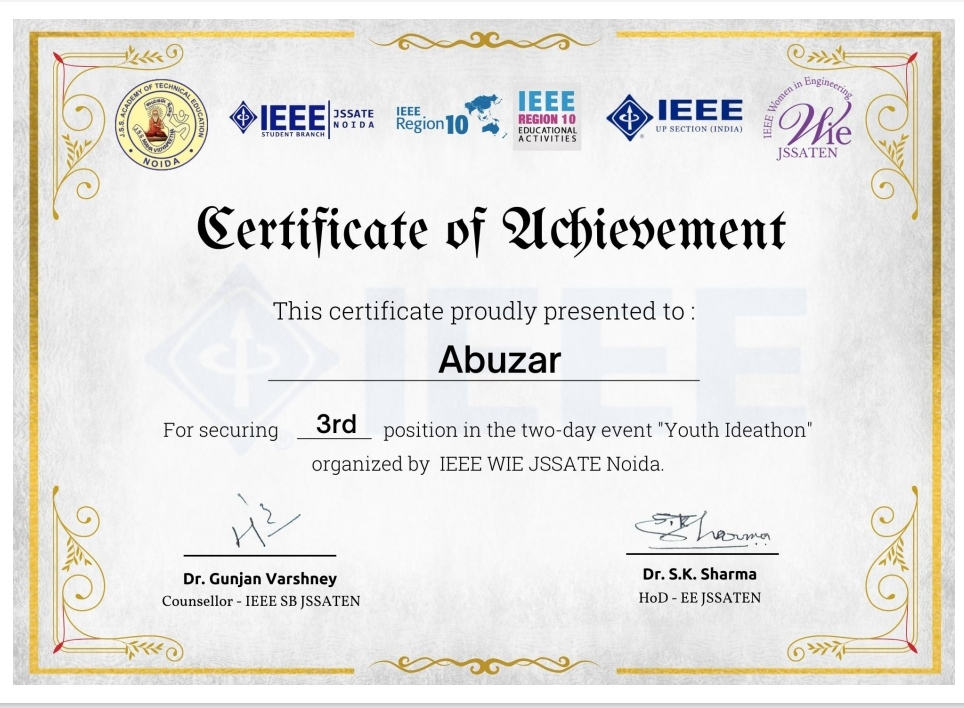 J.S.S. ACADEMY OF TECHNICAL EDUCATION
NOIDA
IEEE
STUDENT BRANCH
JSSATE
NOIDA
IEEE
Region 10
IEEE
REGION 10
EDUCATIONAL
ACTIVITIES
IEEE
UP SECTION (INDIA)
IEEE Women in Engineering
Wie
JSSATEN
Certificate of Achievement
This certificate proudly presented to :
Abuzar
For securing 3rd position in the two-day event "Youth Ideathon"
organized by IEEE WIE JSSATE Noida.
S.K. Sharma
Dr. Gunjan Varshney
Counsellor - IEEE SB JSSATEN
Dr. S.K. Sharma
HoD - EE JSSATEN
IEEE